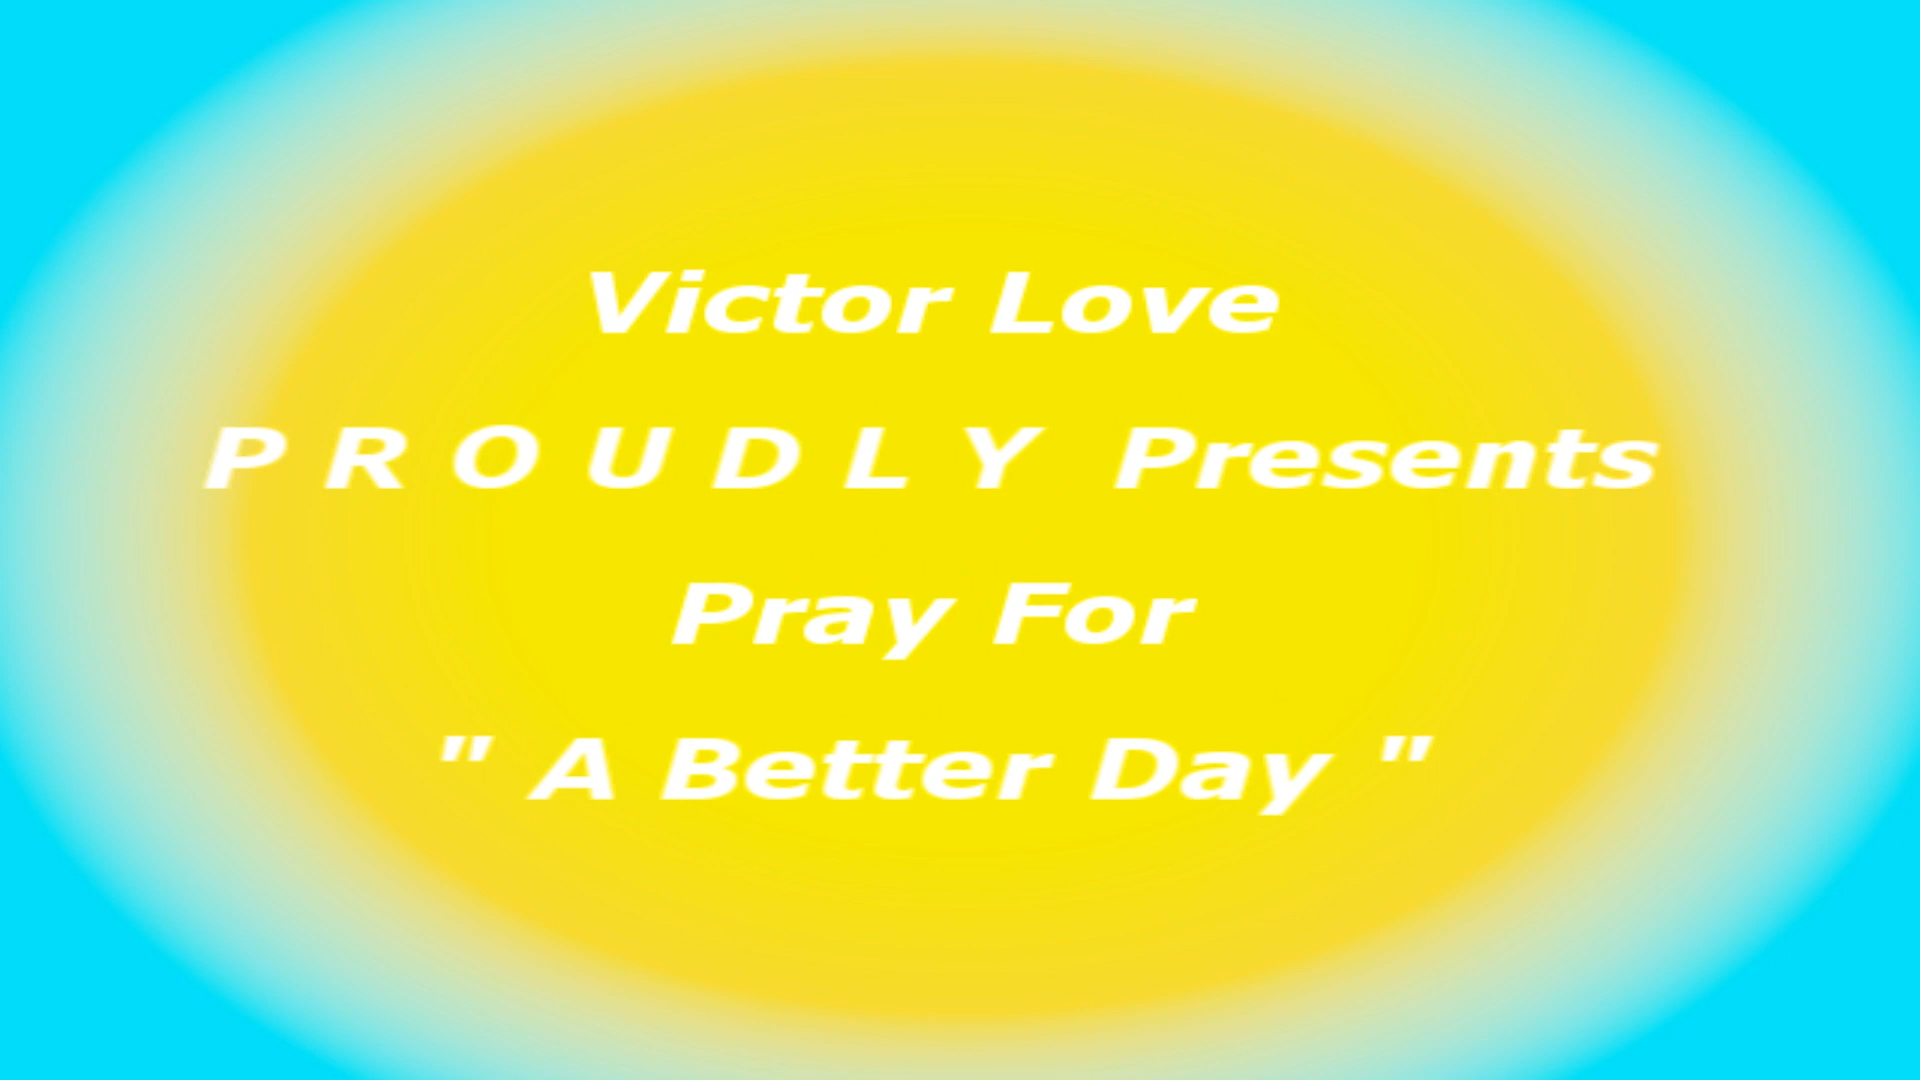 Victor Love
P R O U D L Y Presents
Pray For
" A Better Day "